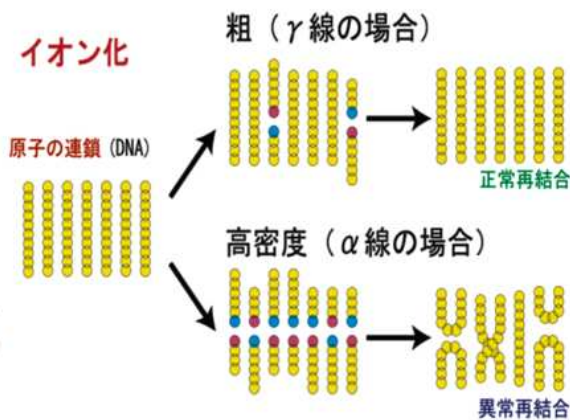 イオン化
原子の連鎖 (DNA)
粗（γ線の場合）
正常再結合
高密度（α線の場合）
異常再結合